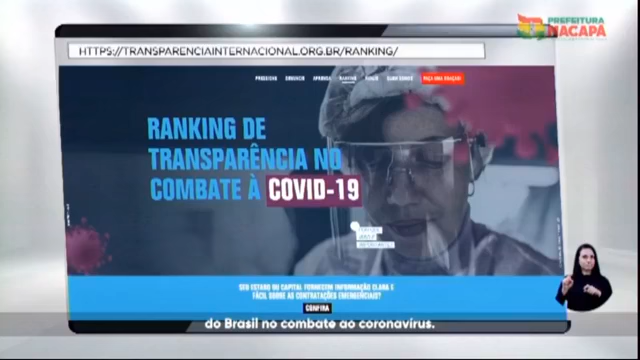 PREFEITURA
MACAPÁ
HTTPS://TRANSPARENCIAINTERNACIONAL.ORG.BR/RANKING/
RANKING
FAÇA UMA DOAÇÃO
RANKING DE
TRANSPARÊNCIA NO
COMBATE À COVID-19
SEU ESTADO OU CAPITAL FORNECEM INFORMAÇÃO CLARA E
FÁCIL SOBRE AS CONTRATAÇÕES EMERGENCIAIS?
CONFIRA
do Brasil no combate ao coronavírus.